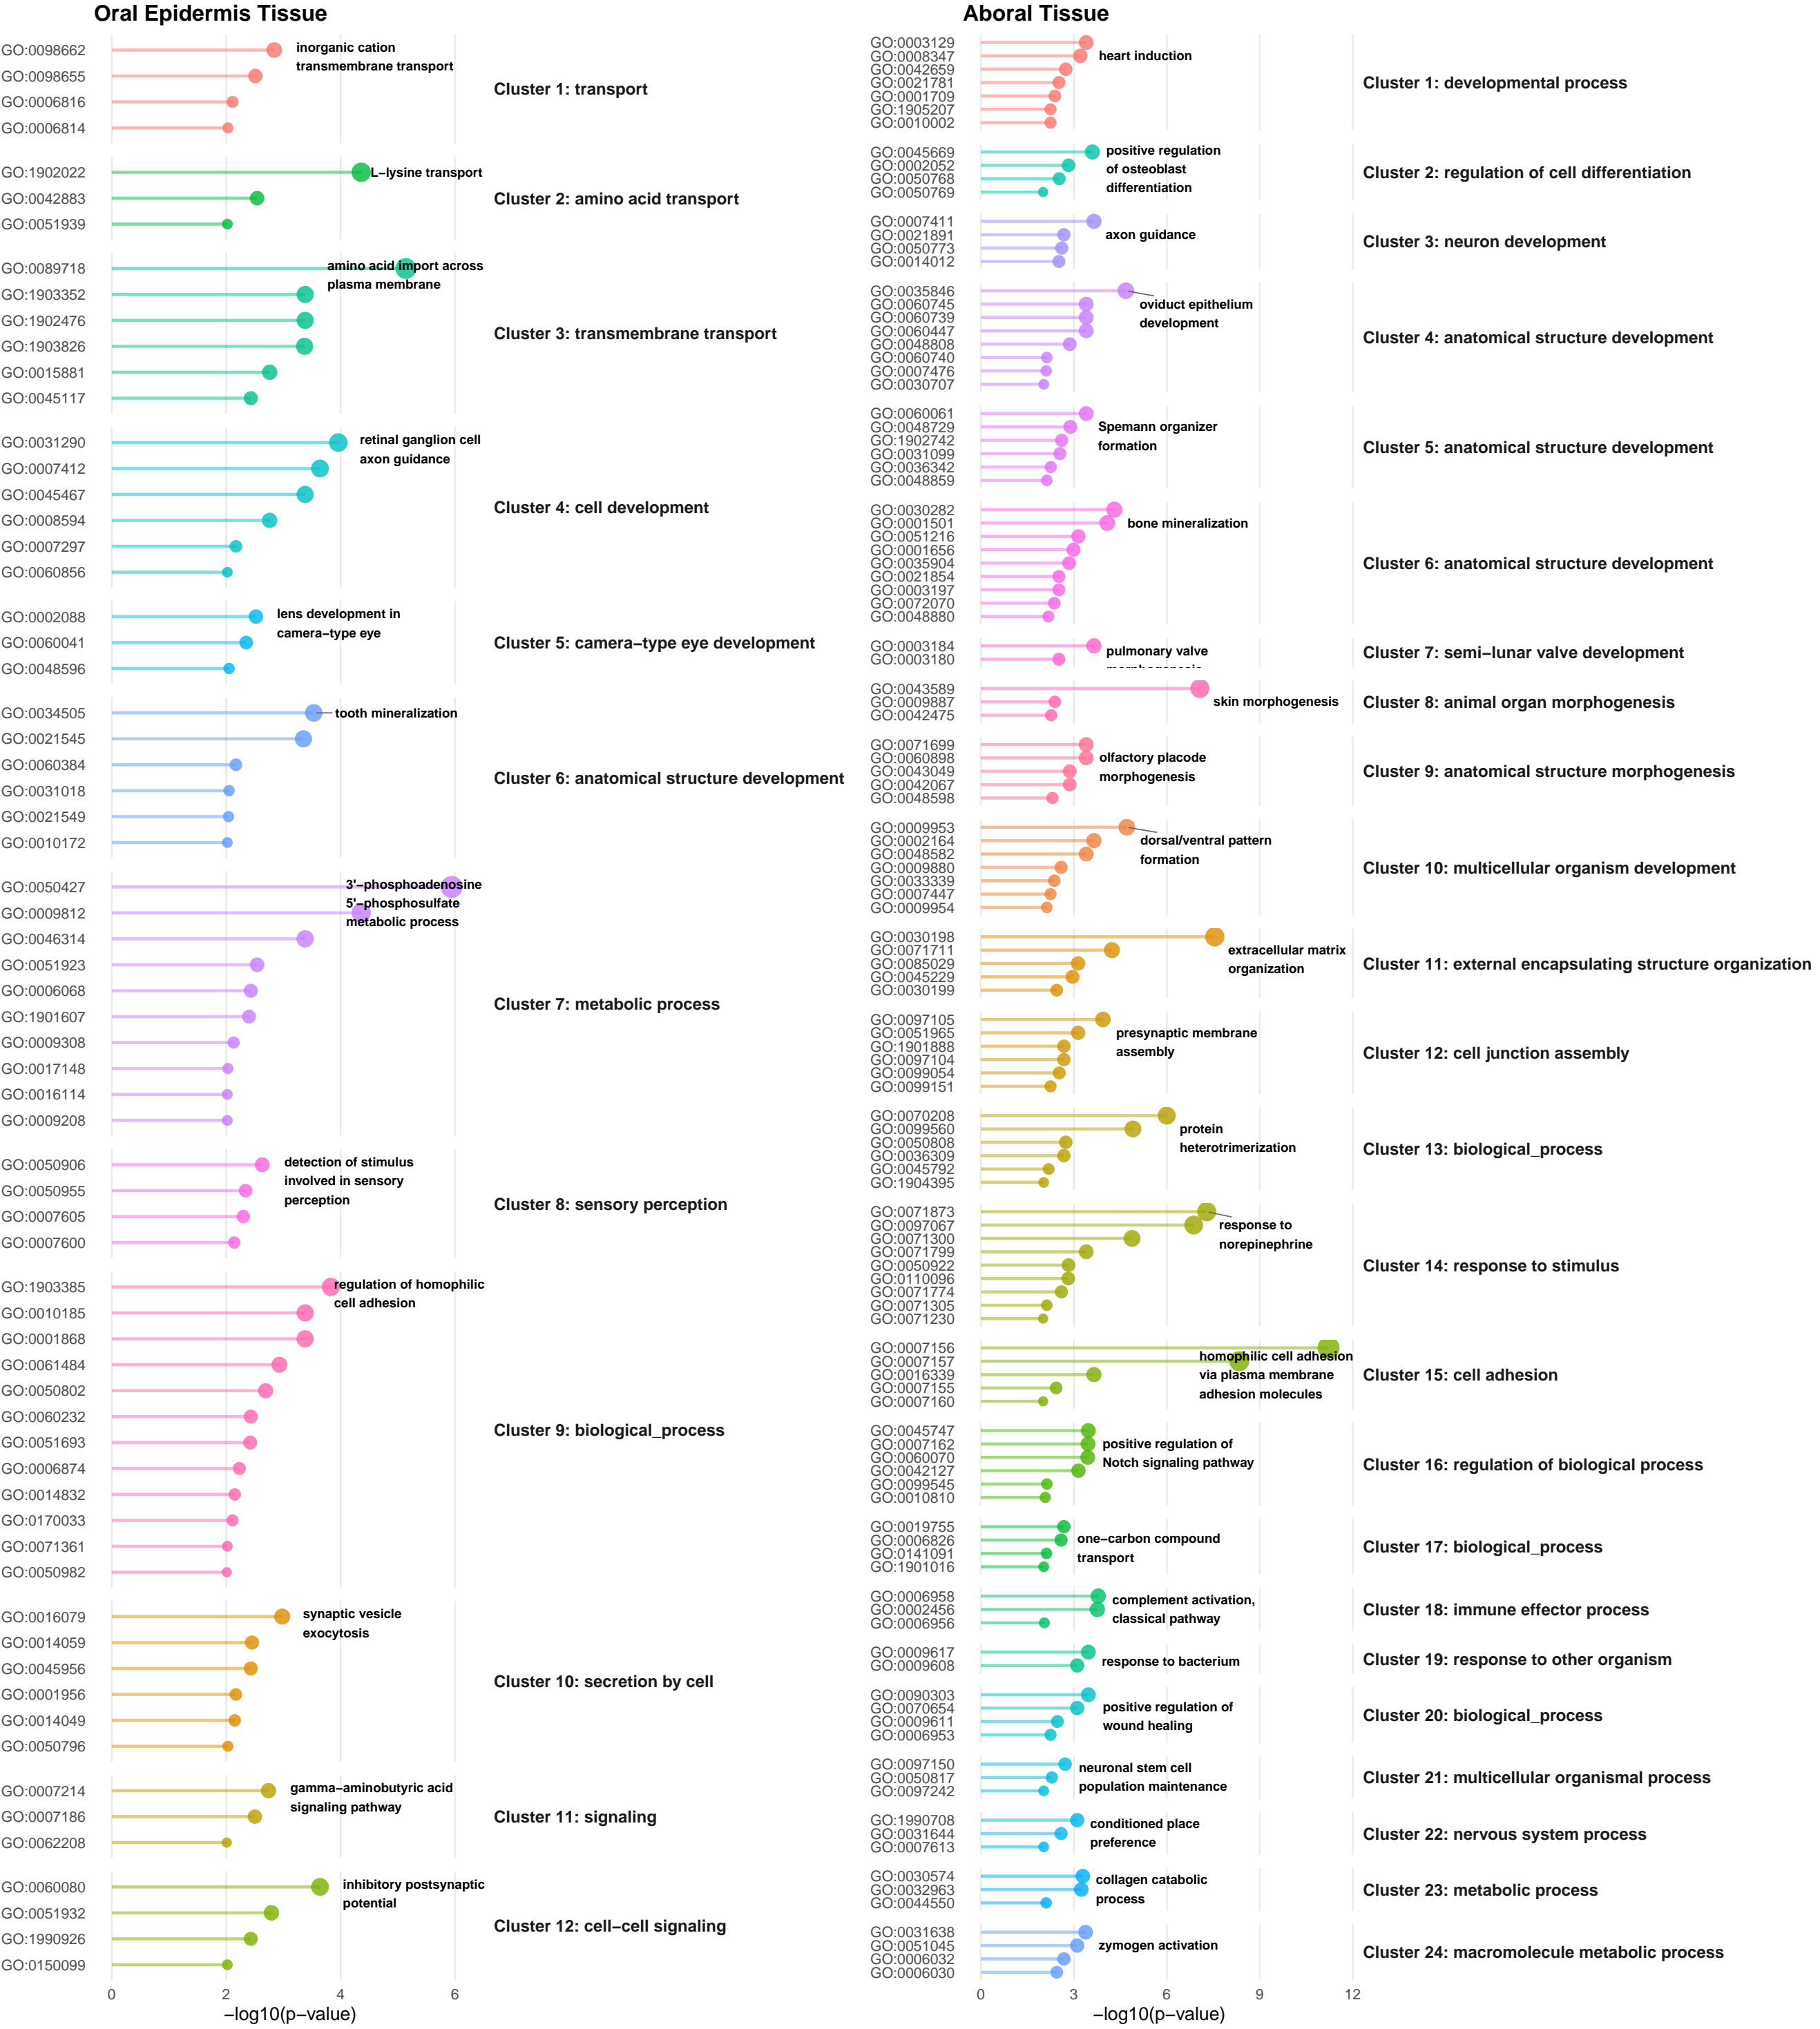 Oral Epidermis Tissue
GO:0098662
inorganic cation
transmembrane transport
GO:0098655
GO:0006816
GO:0006814
Cluster 1: transport
GO:1902022
L−lysine transport
GO:0042883
GO:0051939
Cluster 2: amino acid transport
GO:0089718
amino acid import across
plasma membrane
GO:1903352
GO:1902476
GO:1903826
GO:0015881
GO:0045117
Cluster 3: transmembrane transport
GO:0031290
retinal ganglion cell
axon guidance
GO:0007412
GO:0045467
GO:0008594
GO:0007297
GO:0060856
Cluster 4: cell development
GO:0002088
lens development in
camera−type eye
GO:0060041
GO:0048596
Cluster 5: camera−type eye development
GO:0034505
tooth mineralization
GO:0021545
GO:0060384
GO:0031018
GO:0021549
GO:0010172
Cluster 6: anatomical structure development
GO:0050427
3'−phosphoadenosine
5'−phosphosulfate
metabolic process
GO:0009812
GO:0046314
GO:0051923
GO:0006068
GO:1901607
GO:0009308
GO:0017148
GO:0016114
GO:0009208
Cluster 7: metabolic process
GO:0050906
detection of stimulus
involved in sensory
perception
GO:0050955
GO:0007605
GO:0007600
Cluster 8: sensory perception
GO:1903385
regulation of homophilic
cell adhesion
GO:0010185
GO:0001868
GO:0061484
GO:0050802
GO:0060232
GO:0051693
GO:0006874
GO:0014832
GO:0170033
GO:0071361
GO:0050982
Cluster 9: biological_process
GO:0016079
synaptic vesicle
exocytosis
GO:0014059
GO:0045956
GO:0001956
GO:0014049
GO:0050796
Cluster 10: secretion by cell
GO:0007214
gamma−aminobutyric acid
signaling pathway
GO:0007186
GO:0062208
Cluster 11: signaling
GO:0060080
inhibitory postsynaptic
potential
GO:0051932
GO:1990926
GO:0150099
Cluster 12: cell−cell signaling
0 2 4 6
−log10(p−value)
Aboral Tissue
GO:0003129
GO:0008347
GO:0042659
GO:0021781
GO:0001709
GO:1905207
GO:0010002
heart induction
Cluster 1: developmental process
GO:0045669
GO:0002052
GO:0050768
GO:0050769
positive regulation
of osteoblast
differentiation
Cluster 2: regulation of cell differentiation
GO:0007411
GO:0021891
GO:0050773
GO:0014012
axon guidance
Cluster 3: neuron development
GO:0035846
GO:0060745
GO:0060739
GO:0060447
GO:0048808
GO:0060740
GO:0007476
GO:0030707
oviduct epithelium
development
Cluster 4: anatomical structure development
GO:0060061
GO:0048729
GO:1902742
GO:0031099
GO:0036342
GO:0048859
Spemann organizer
formation
Cluster 5: anatomical structure development
GO:0030282
GO:0001501
GO:0051216
GO:0001656
GO:0035904
GO:0021854
GO:0003197
GO:0072070
GO:0048880
bone mineralization
Cluster 6: anatomical structure development
GO:0003184
GO:0003180
pulmonary valve
Cluster 7: semi−lunar valve development
GO:0043589
GO:0009887
GO:0042475
skin morphogenesis
Cluster 8: animal organ morphogenesis
GO:0071699
GO:0060898
GO:0043049
GO:0042067
GO:0048598
olfactory placode
morphogenesis
Cluster 9: anatomical structure morphogenesis
GO:0009953
GO:0002164
GO:0048582
GO:0009880
GO:0033339
GO:0007447
GO:0009954
dorsal/ventral pattern
formation
Cluster 10: multicellular organism development
GO:0030198
GO:0071711
GO:0085029
GO:0045229
GO:0030199
extracellular matrix
organization
Cluster 11: external encapsulating structure organization
GO:0097105
GO:0051965
GO:1901888
GO:0097104
GO:0099054
GO:0099151
presynaptic membrane
assembly
Cluster 12: cell junction assembly
GO:0070208
GO:0099560
GO:0050808
GO:0036309
GO:0045792
GO:1904395
protein
heterotrimerization
Cluster 13: biological_process
GO:0071873
GO:0097067
GO:0071300
GO:0071799
GO:0050922
GO:0110096
GO:0071774
GO:0071305
GO:0071230
response to
norepinephrine
Cluster 14: response to stimulus
GO:0007156
GO:0007157
GO:0016339
GO:0007155
GO:0007160
homophilic cell adhesion
via plasma membrane
adhesion molecules
Cluster 15: cell adhesion
GO:0045747
GO:0007162
GO:0060070
GO:0042127
GO:0099545
GO:0010810
positive regulation of
Notch signaling pathway
Cluster 16: regulation of biological process
GO:0019755
GO:0006826
GO:0141091
GO:1901016
one−carbon compound
transport
Cluster 17: biological_process
GO:0006958
GO:0002456
GO:0006956
complement activation,
classical pathway
Cluster 18: immune effector process
GO:0009617
GO:0009608
response to bacterium
Cluster 19: response to other organism
GO:0090303
GO:0070654
GO:0009611
GO:0006953
positive regulation of
wound healing
Cluster 20: biological_process
GO:0097150
GO:0050817
GO:0097242
neuronal stem cell
population maintenance
Cluster 21: multicellular organismal process
GO:1990708
GO:0031644
GO:0007613
conditioned place
preference
Cluster 22: nervous system process
GO:0030574
GO:0032963
GO:0044550
collagen catabolic
process
Cluster 23: metabolic process
GO:0031638
GO:0051045
GO:0006032
GO:0006030
zymogen activation
Cluster 24: macromolecule metabolic process
0 3 6 9 12
−log10(p−value)